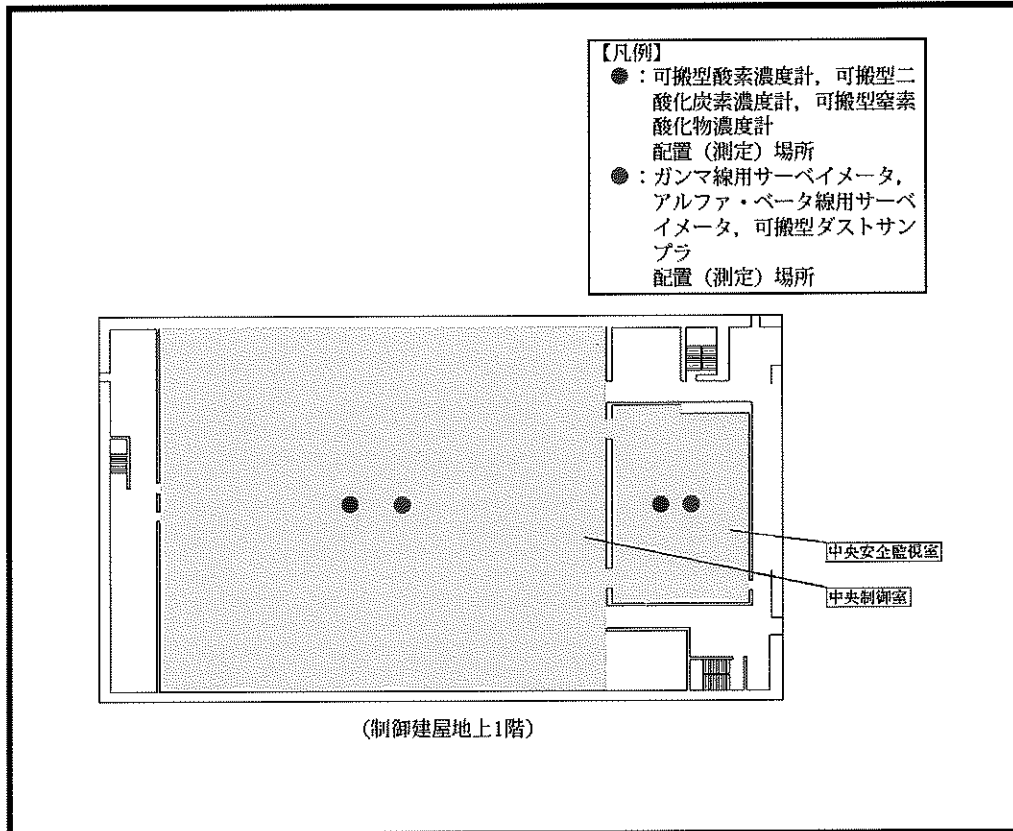 【凡例】
●：可搬型酸素濃度計，可搬型二
酸化炭素濃度計，可搬型窒素
酸化物濃度計
配置（測定）場所
●：ガンマ線用サーベイメータ，
アルファ・ベータ線用サーベ
イメータ，可搬型ダストサン
プラ
配置（測定）場所
中央安全監視室
中央制御室
(制御建屋地上1階)